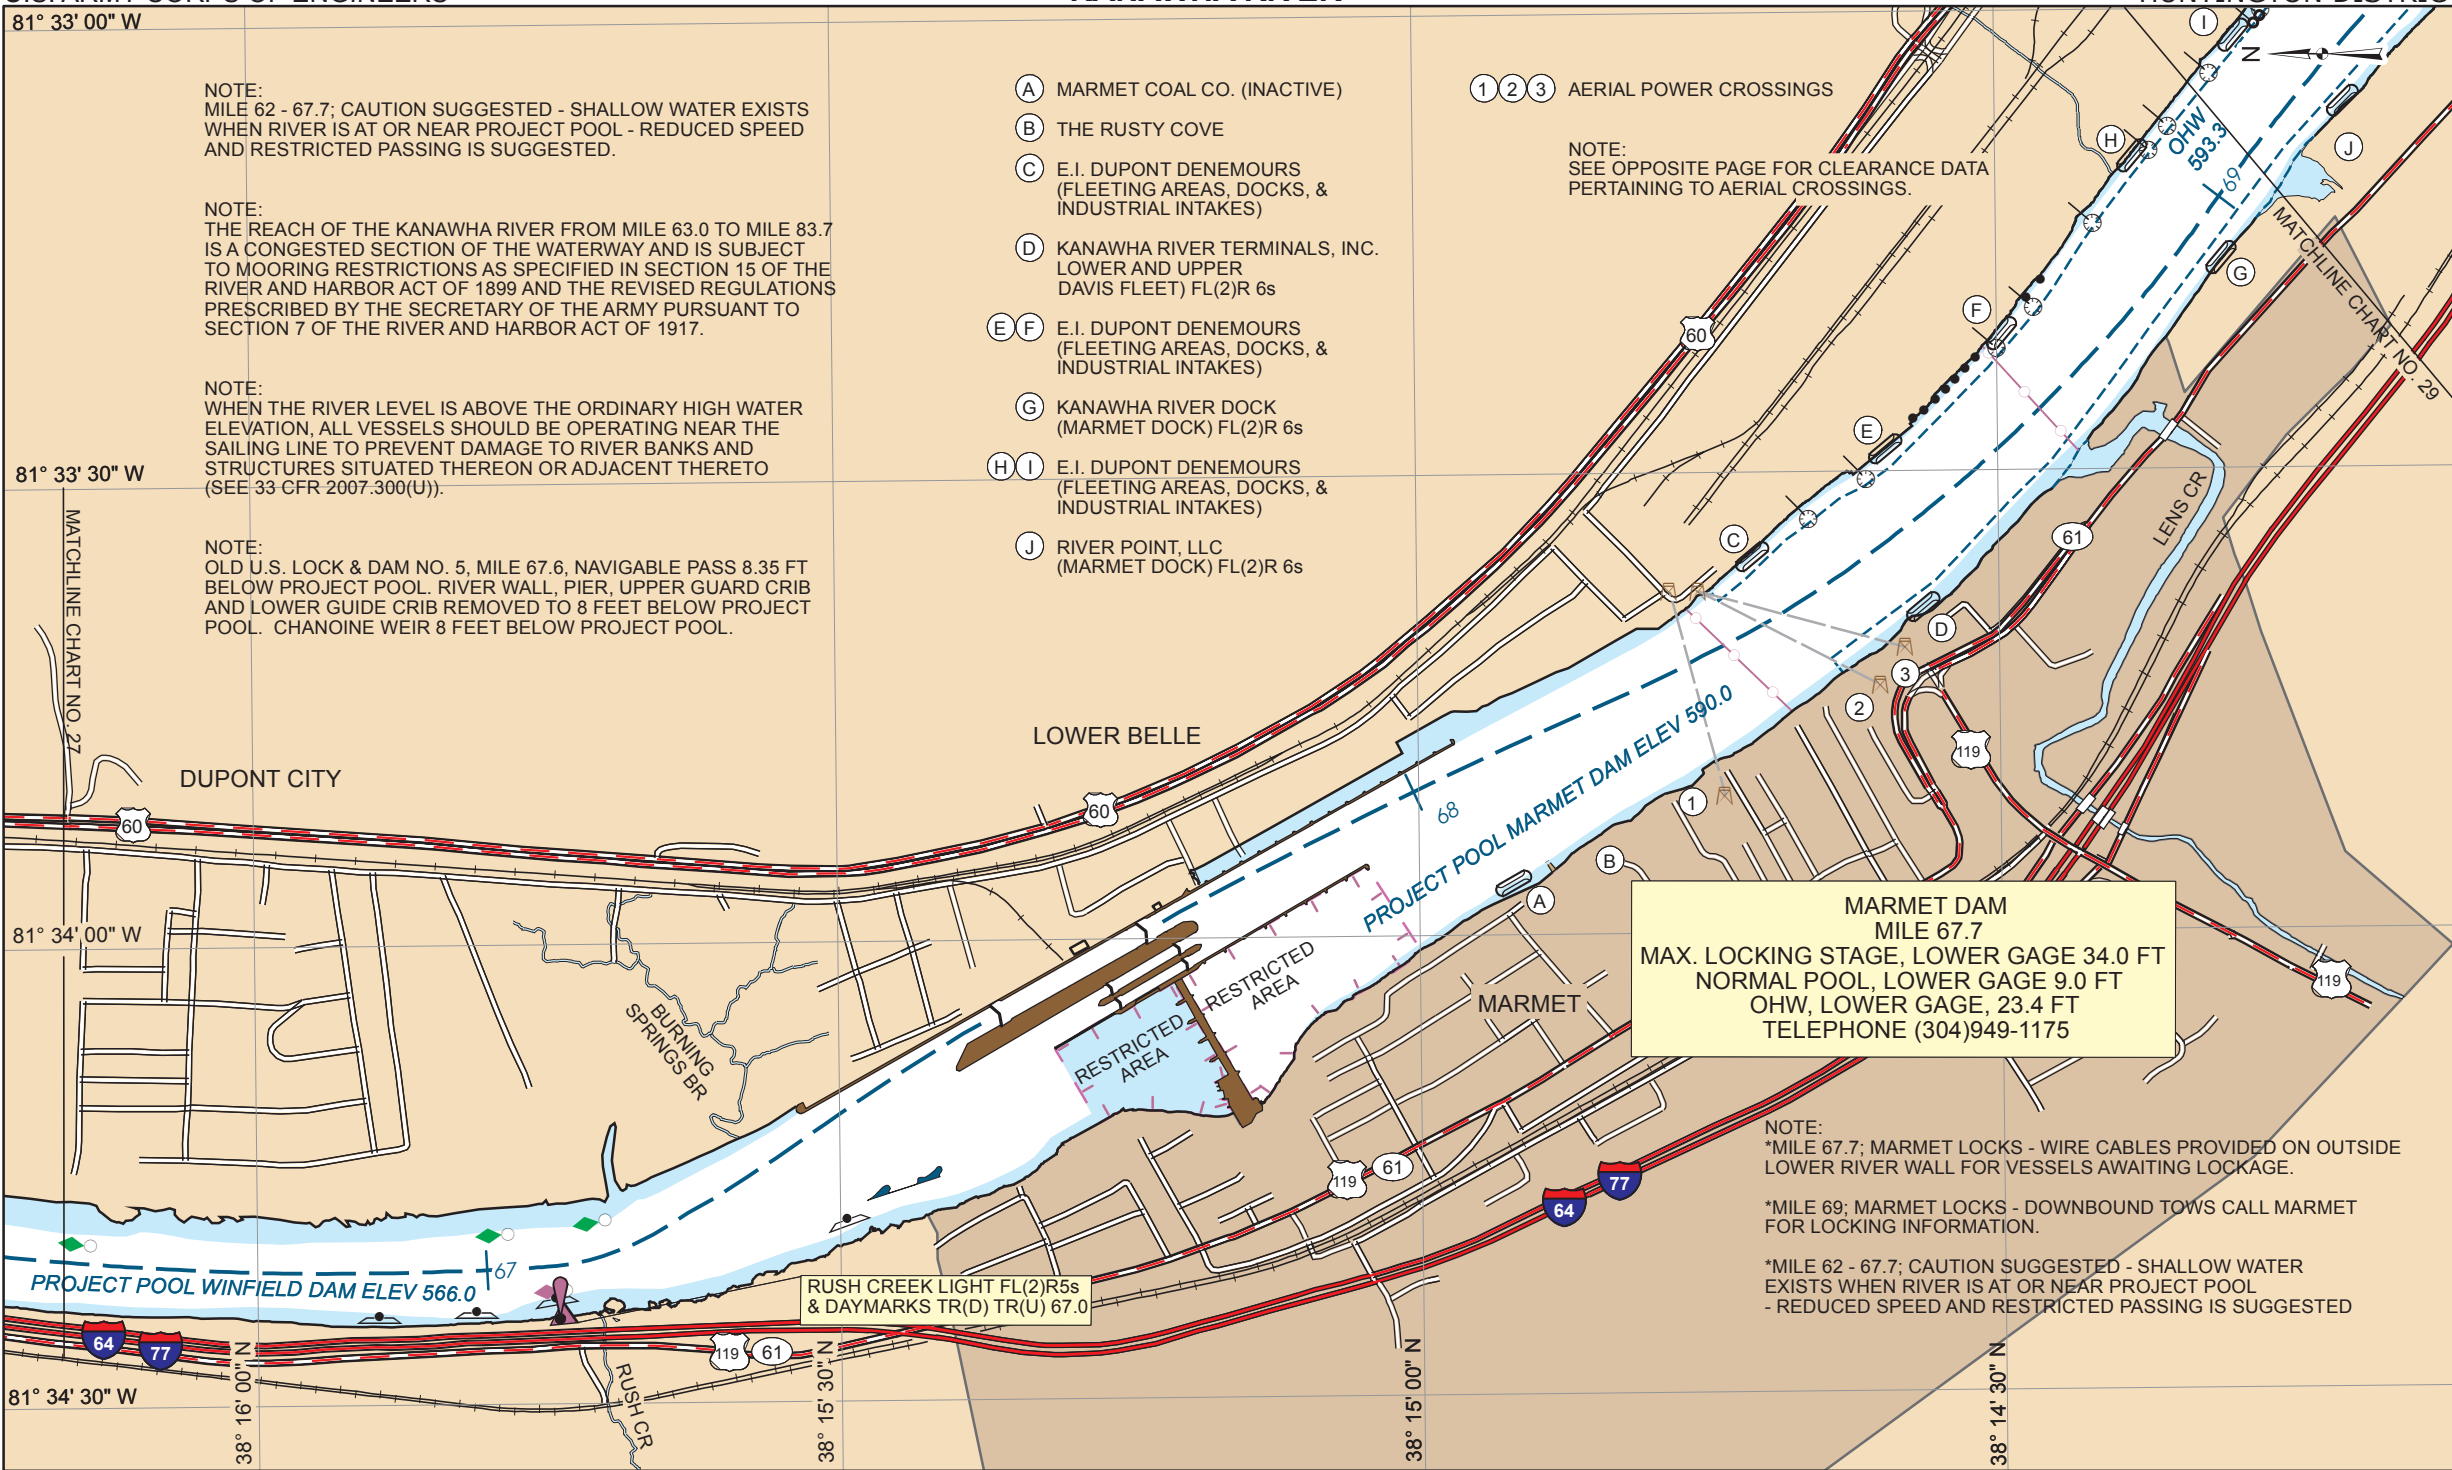 81° 33' 00" W
NOTE:
MILE 62 - 67.7; CAUTION SUGGESTED - SHALLOW WATER EXISTS
WHEN RIVER IS AT OR NEAR PROJECT POOL - REDUCED SPEED
AND RESTRICTED PASSING IS SUGGESTED.
NOTE:
THE REACH OF THE KANAWHA RIVER FROM MILE 63.0 TO MILE 83.7
IS A CONGESTED SECTION OF THE WATERWAY AND IS SUBJECT
TO MOORING RESTRICTIONS AS SPECIFIED IN SECTION 15 OF THE
RIVER AND HARBOR ACT OF 1899 AND THE REVISED REGULATIONS
PRESCRIBED BY THE SECRETARY OF THE ARMY PURSUANT TO
SECTION 7 OF THE RIVER AND HARBOR ACT OF 1917.
NOTE:
WHEN THE RIVER LEVEL IS ABOVE THE ORDINARY HIGH WATER
ELEVATION, ALL VESSELS SHOULD BE OPERATING NEAR THE
SAILING LINE TO PREVENT DAMAGE TO RIVER BANKS AND
STRUCTURES SITUATED THEREON OR ADJACENT THERETO
(SEE 33 CFR 2007.300(U)).
NOTE:
OLD U.S. LOCK & DAM NO. 5, MILE 67.6, NAVIGABLE PASS 8.35 FT
BELOW PROJECT POOL. RIVER WALL, PIER, UPPER GUARD CRIB
AND LOWER GUIDE CRIB REMOVED TO 8 FEET BELOW PROJECT
POOL.  CHANOINE WEIR 8 FEET BELOW PROJECT POOL.
A MARMET COAL CO. (INACTIVE)
B THE RUSTY COVE
C E.I. DUPONT DENEMOURS
(FLEETING AREAS, DOCKS, &
INDUSTRIAL INTAKES)
D KANAWHA RIVER TERMINALS, INC.
LOWER AND UPPER
DAVIS FLEET) FL(2)R 6s
E F E.I. DUPONT DENEMOURS
(FLEETING AREAS, DOCKS, &
INDUSTRIAL INTAKES)
G KANAWHA RIVER DOCK
(MARMET DOCK) FL(2)R 6s
H I E.I. DUPONT DENEMOURS
(FLEETING AREAS, DOCKS, &
INDUSTRIAL INTAKES)
J RIVER POINT, LLC
(MARMET DOCK) FL(2)R 6s
1 2 3 AERIAL POWER CROSSINGS
NOTE:
SEE OPPOSITE PAGE FOR CLEARANCE DATA
PERTAINING TO AERIAL CROSSINGS.
I
N
H
OHW
593.3
69
J
G
MATCHLINE CHART NO. 29
F
60
E
C
61
LENS CR
D
3
2
119
1
B
A
81° 33' 30" W
MATCHLINE CHART NO. 27
DUPONT CITY
LOWER BELLE
60
60
68
PROJECT POOL MARMET DAM ELEV 590.0
81° 34' 00" W
BURNING
SPRINGS BR
RESTRICTED
AREA
RESTRICTED
AREA
MARMET
MARMET DAM
MILE 67.7
MAX. LOCKING STAGE, LOWER GAGE 34.0 FT
NORMAL POOL, LOWER GAGE 9.0 FT
OHW, LOWER GAGE, 23.4 FT
TELEPHONE (304)949-1175
119
119
61
77
64
NOTE:
*MILE 67.7; MARMET LOCKS - WIRE CABLES PROVIDED ON OUTSIDE
LOWER RIVER WALL FOR VESSELS AWAITING LOCKAGE.
*MILE 69; MARMET LOCKS - DOWNBOUND TOWS CALL MARMET
FOR LOCKING INFORMATION.
*MILE 62 - 67.7; CAUTION SUGGESTED - SHALLOW WATER
EXISTS WHEN RIVER IS AT OR NEAR PROJECT POOL
- REDUCED SPEED AND RESTRICTED PASSING IS SUGGESTED
67
PROJECT POOL WINFIELD DAM ELEV 566.0
RUSH CREEK LIGHT FL(2)R5s
& DAYMARKS TR(D) TR(U) 67.0
64
77
119
61
RUSH CR
81° 34' 30" W
38° 16' 00" N
38° 15' 30" N
38° 15' 00" N
38° 14' 30" N